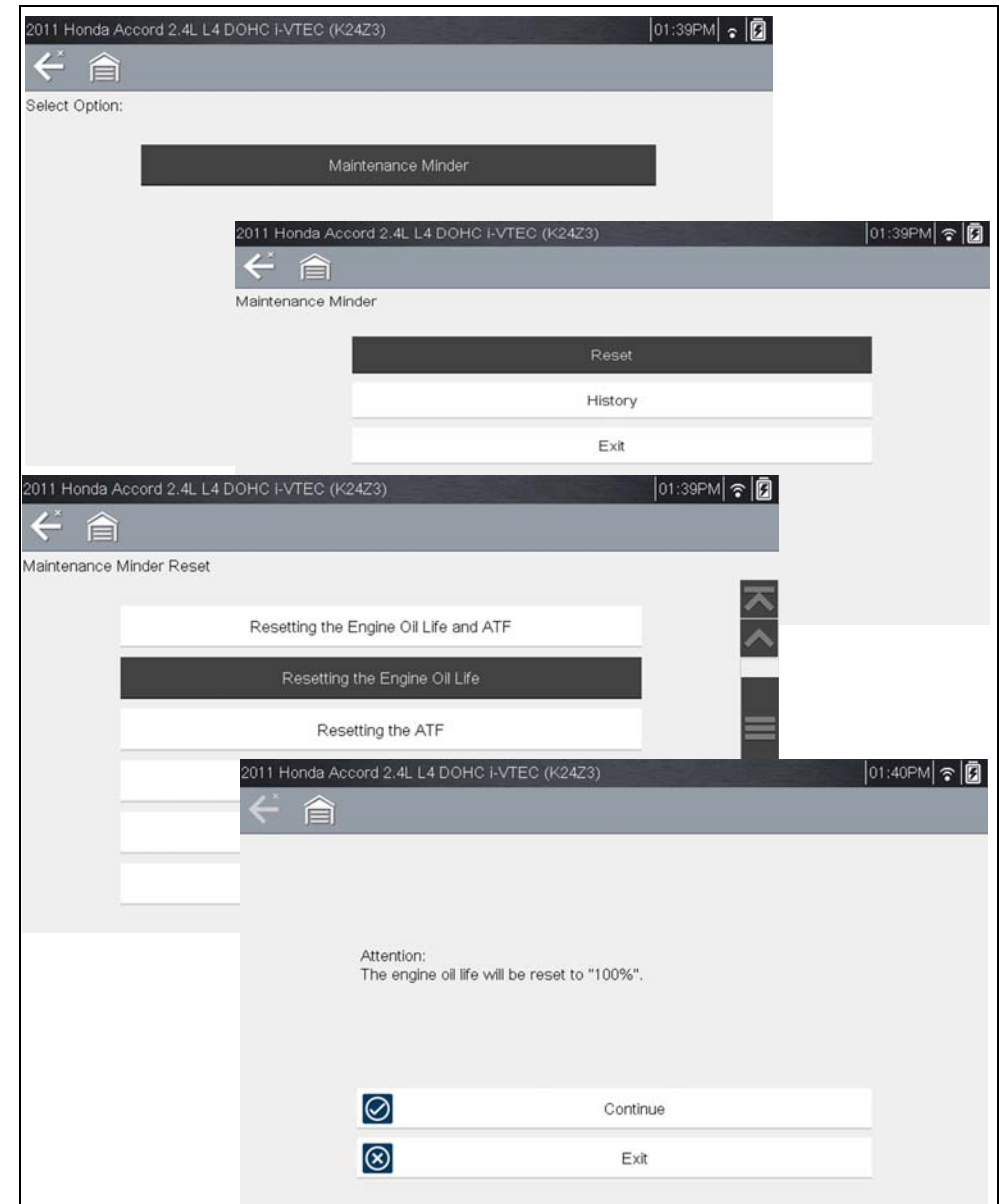 2011 Honda Accord 2.4L L4 DOHC i-VTEC (K24Z3) 01:39PM
Select Option:
Maintenance Minder
2011 Honda Accord 2.4L L4 DOHC i-VTEC (K24Z3) 01:39PM
Maintenance Minder
Reset
History
Exit
2011 Honda Accord 2.4L L4 DOHC i-VTEC (K24Z3) 01:39PM
Maintenance Minder Reset
Resetting the Engine Oil Life and ATF
Resetting the Engine Oil Life
Resetting the ATF
2011 Honda Accord 2.4L L4 DOHC i-VTEC (K24Z3) 01:40PM
Attention:
The engine oil life will be reset to "100%".
Continue
Exit